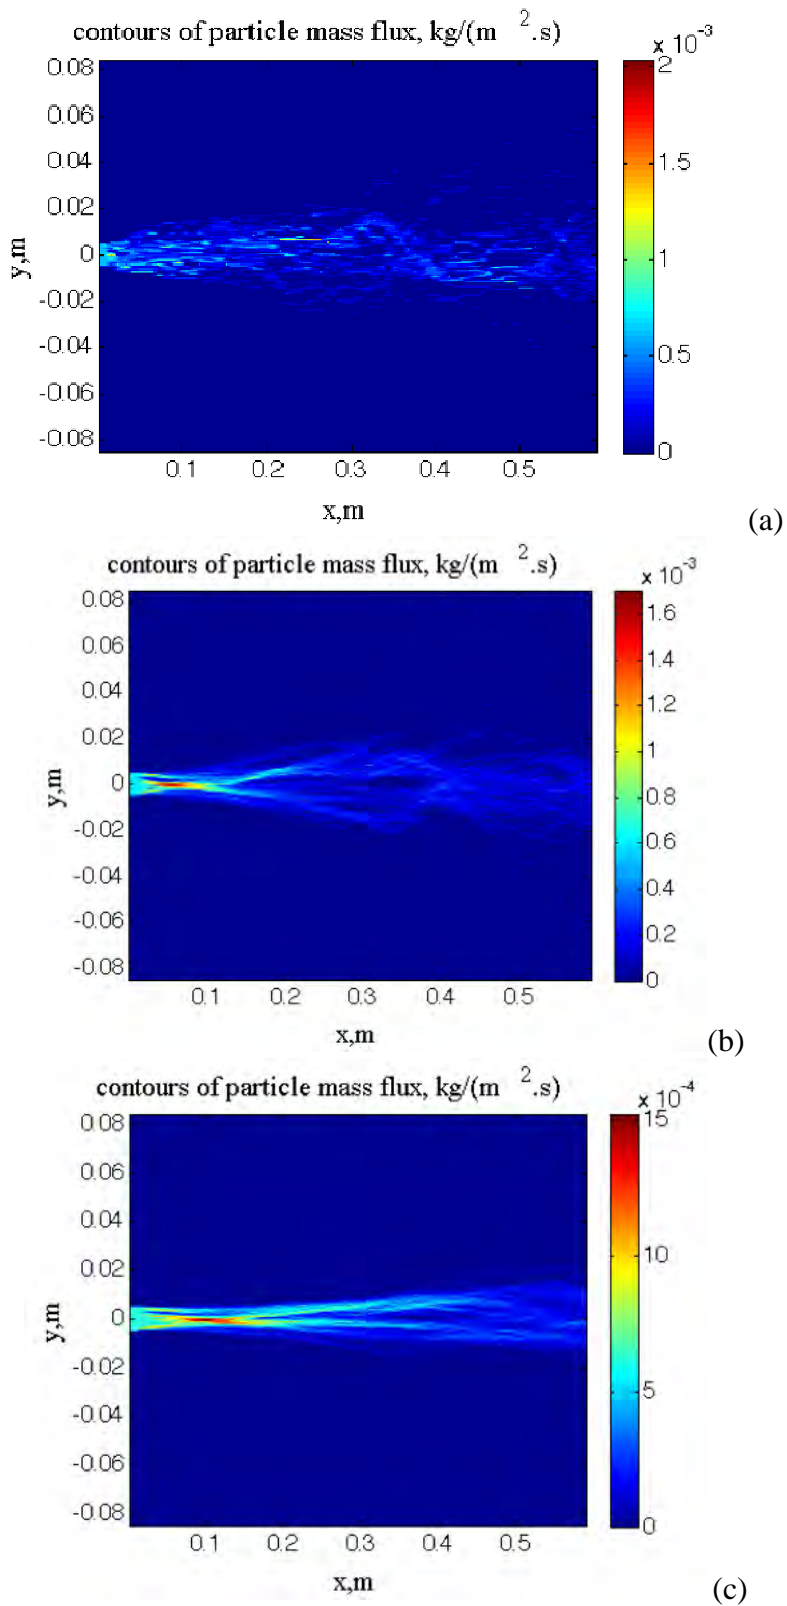 contours of particle mass flux, kg/(m 2.s)
x 10-3
0.08
0.06
0.04
0.02
0
-0.02
-0.04
-0.06
-0.08
y,m
2
1.5
1
0.5
0
0.1 0.2 0.3 0.4 0.5
x,m
(a)
contours of particle mass flux, kg/(m 2.s)
x 10-3
0.08
0.06
0.04
0.02
0
-0.02
-0.04
-0.06
-0.08
y,m
1.6
1.4
1.2
1
0.8
0.6
0.4
0.2
0
0.1 0.2 0.3 0.4 0.5
x,m
(b)
contours of particle mass flux, kg/(m 2.s)
x 10-4
0.08
0.06
0.04
0.02
0
-0.02
-0.04
-0.06
-0.08
y,m
15
10
5
0
0.1 0.2 0.3 0.4 0.5
x,m
(c)